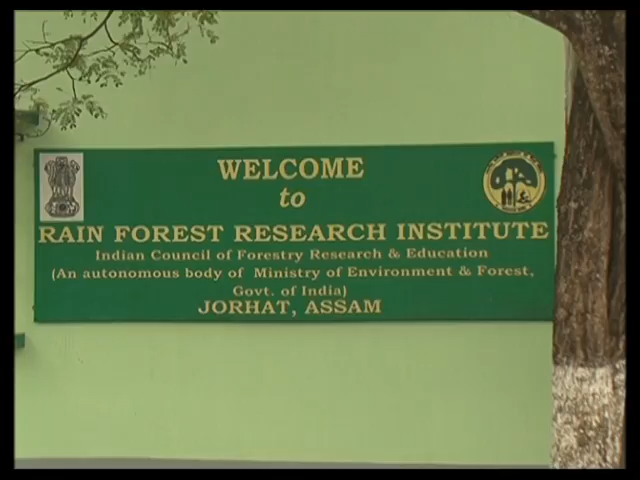 WELCOME
to
RAIN FOREST RESEARCH INSTITUTE
Indian Council of Forestry Research & Education
(An autonomous body of Ministry of Environment & Forest,
Govt. of India)
JORHAT, ASSAM